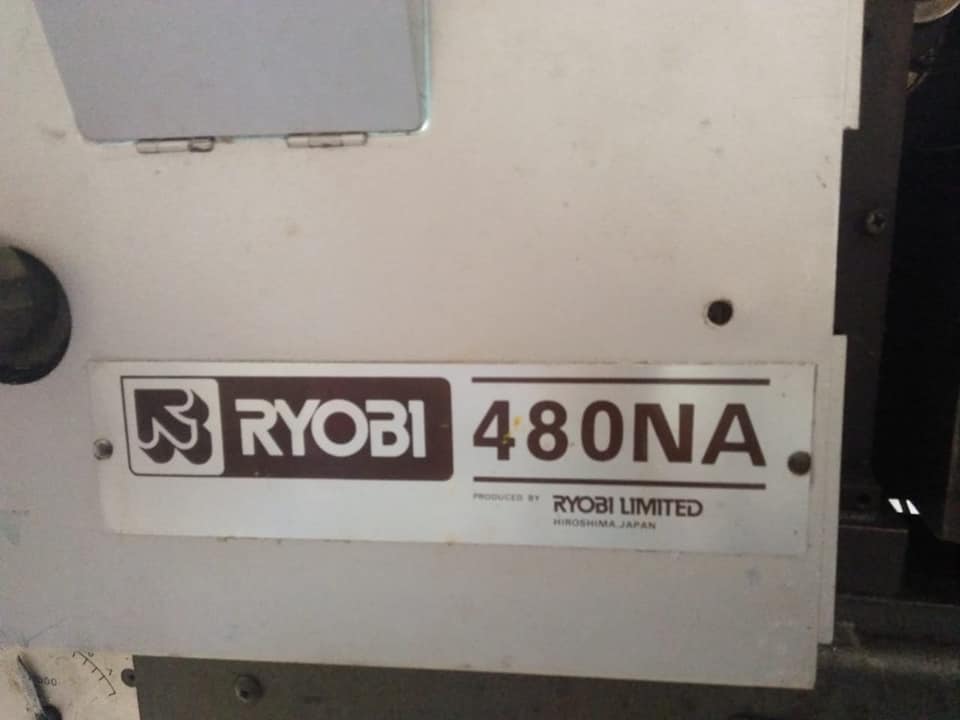 RYOBI
480NA
PRODUCED BY RYOBI LIMITED
HIROSHIMA.JAPAN